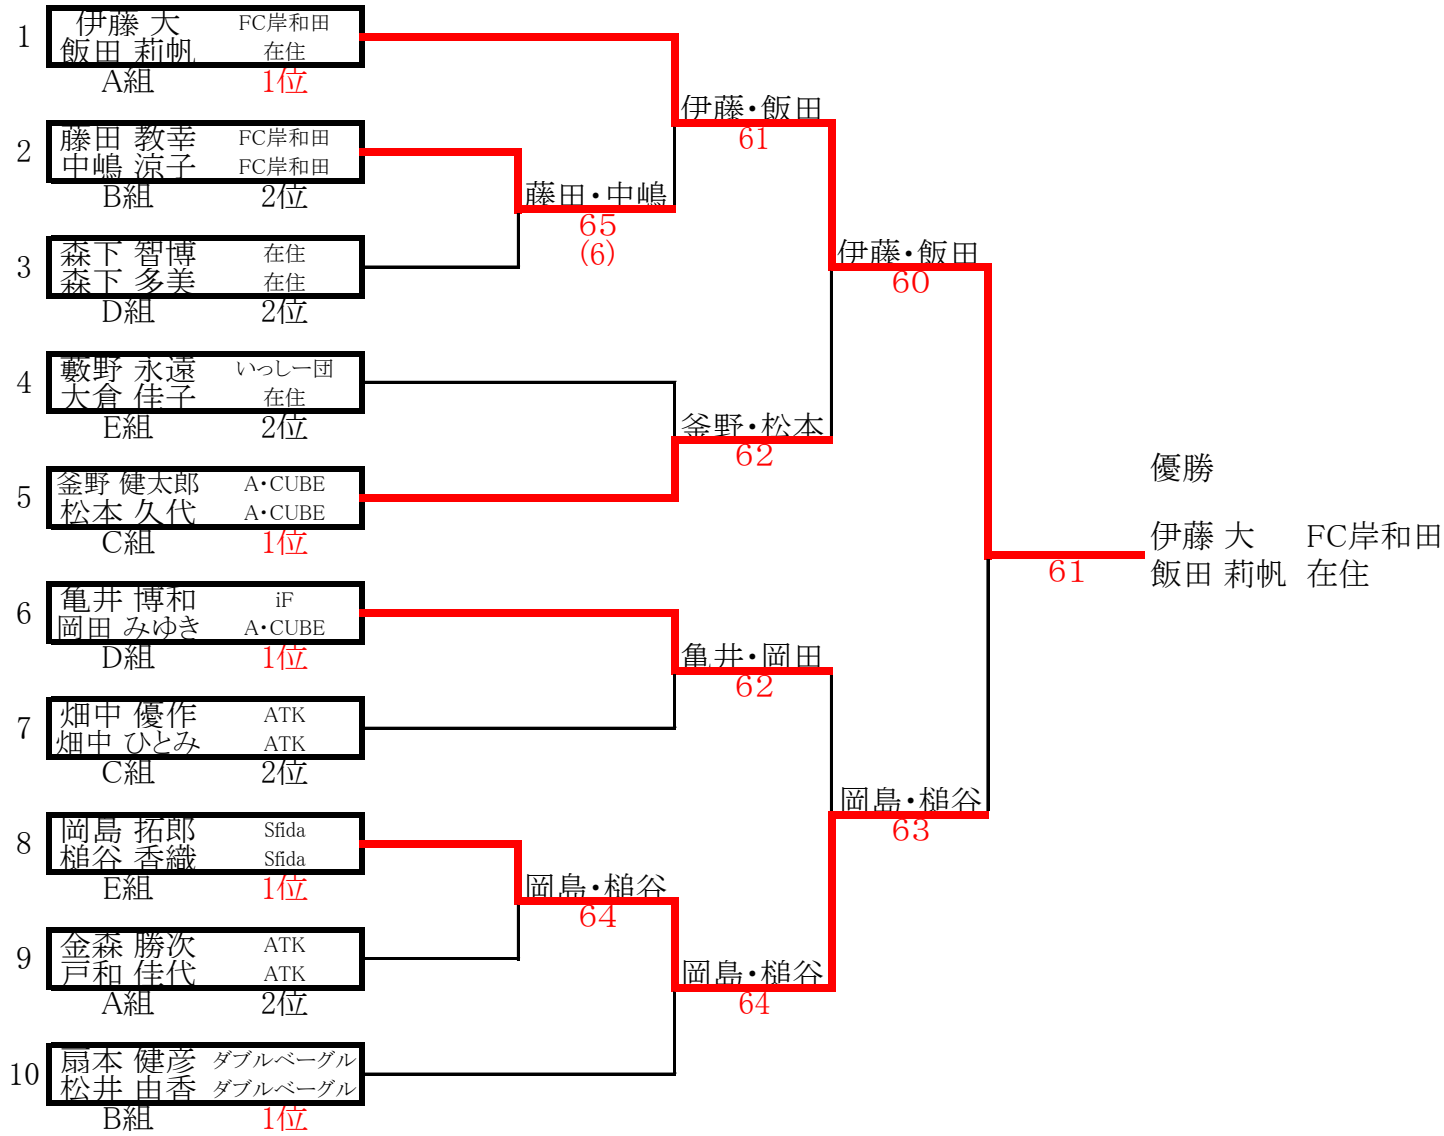 1 伊藤 大 FC岸和田
飯田 莉帆 在住
A組 1位
2 藤田 教幸 FC岸和田
中嶋 涼子 FC岸和田
B組 2位
3 森下 智博 在住
森下 多美 在住
D組 2位
4 藪野 永遠 いっしー団
大倉 佳子 在住
E組 2位
5 釜野 健太郎 A・CUBE
松本 久代 A・CUBE
C組 1位
6 亀井 博和 iF
岡田 みゆき A・CUBE
D組 1位
7 畑中 優作 ATK
畑中 ひとみ ATK
C組 2位
8 岡島 拓郎 Sfida
槌谷 香織 Sfida
E組 1位
9 金森 勝次 ATK
戸和 佳代 ATK
A組 2位
10 扇本 健彦 ダブルベーグル
松井 由香 ダブルベーグル
B組 1位
藤田・中嶋
65
(6)
岡島・槌谷
64
伊藤・飯田
61
釜野・松本
62
亀井・岡田
62
岡島・槌谷
64
伊藤・飯田
60
岡島・槌谷
63
61
優勝
伊藤 大 FC岸和田
飯田 莉帆 在住